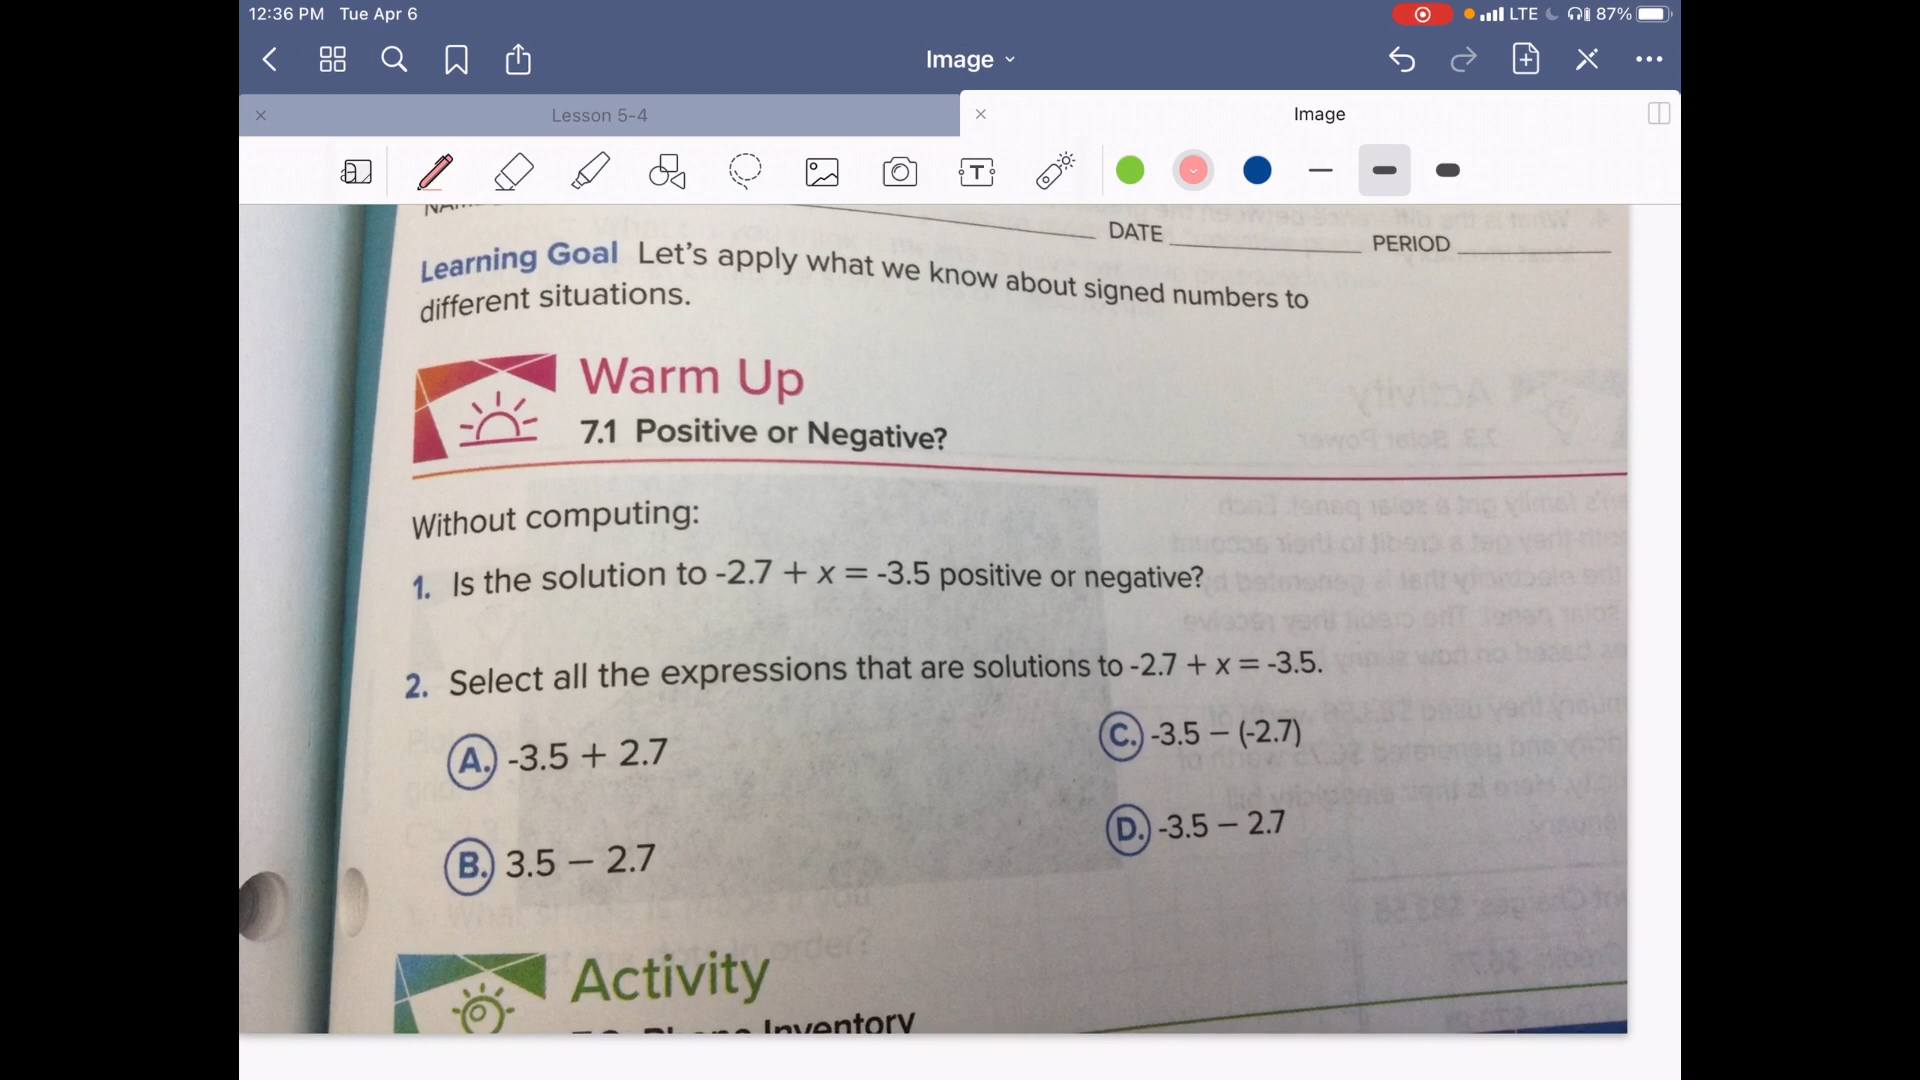 12:36 PM Tue Apr 6
LTE 87%
Image
Lesson 5-4
Image
DATE PERIOD
Learning Goal Let's apply what we know about signed numbers to
different situations.
Warm Up
7.1 Positive or Negative?
Without computing:
1. Is the solution to -2.7 + x = -3.5 positive or negative?
2. Select all the expressions that are solutions to -2.7 + x = -3.5.
A. -3.5 + 2.7
C. -3.5 – (-2.7)
B. 3.5 – 2.7
D. -3.5 – 2.7
Activity
Inventory